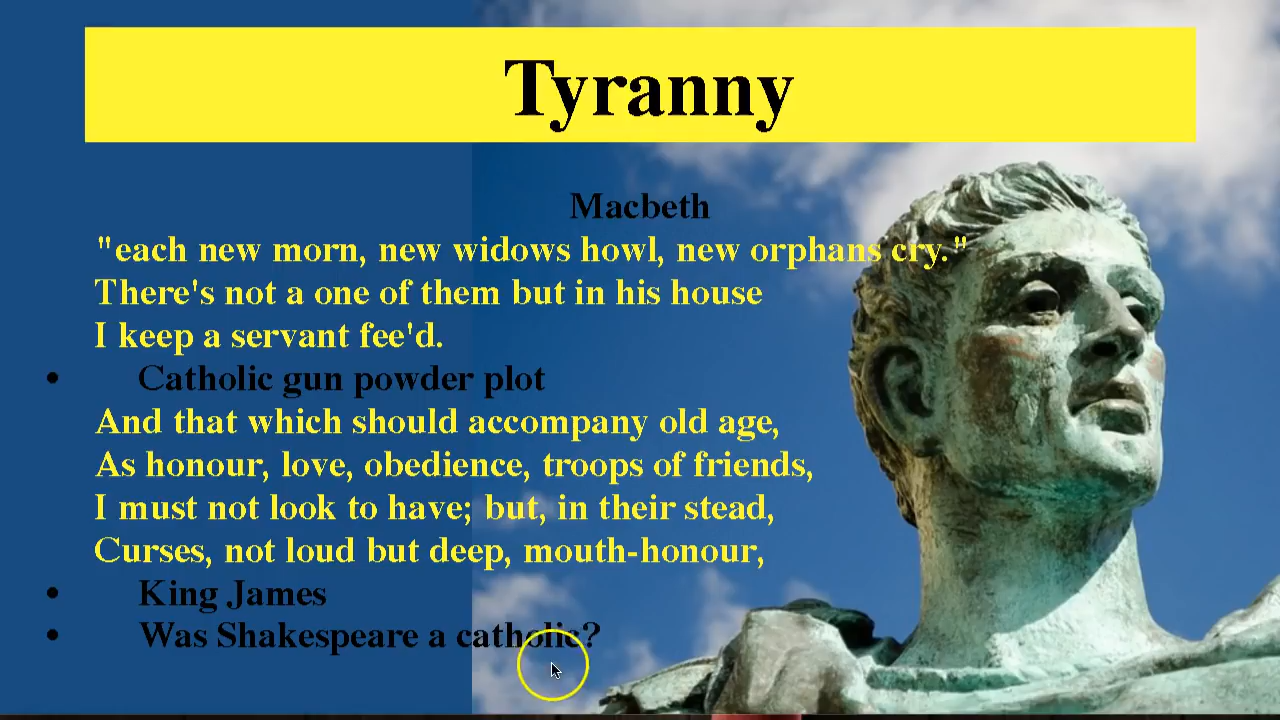 Tyranny
Macbeth
"each new morn, new widows howl, new orphans cry."
There's not a one of them but in his house
I keep a servant fee'd.
• Catholic gun powder plot
And that which should accompany old age,
As honour, love, obedience, troops of friends,
I must not look to have; but, in their stead,
Curses, not loud but deep, mouth-honour,
• King James
• Was Shakespeare a catholic?